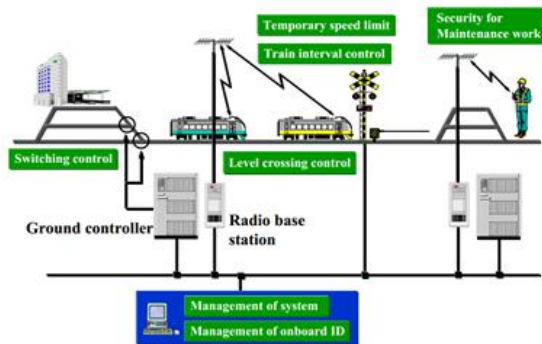 Temporary speed limit
Train interval control
Security for
Maintenance work
Switching control
Level crossing control
Ground controller
Radio base
station
Management of system
Management of onboard ID